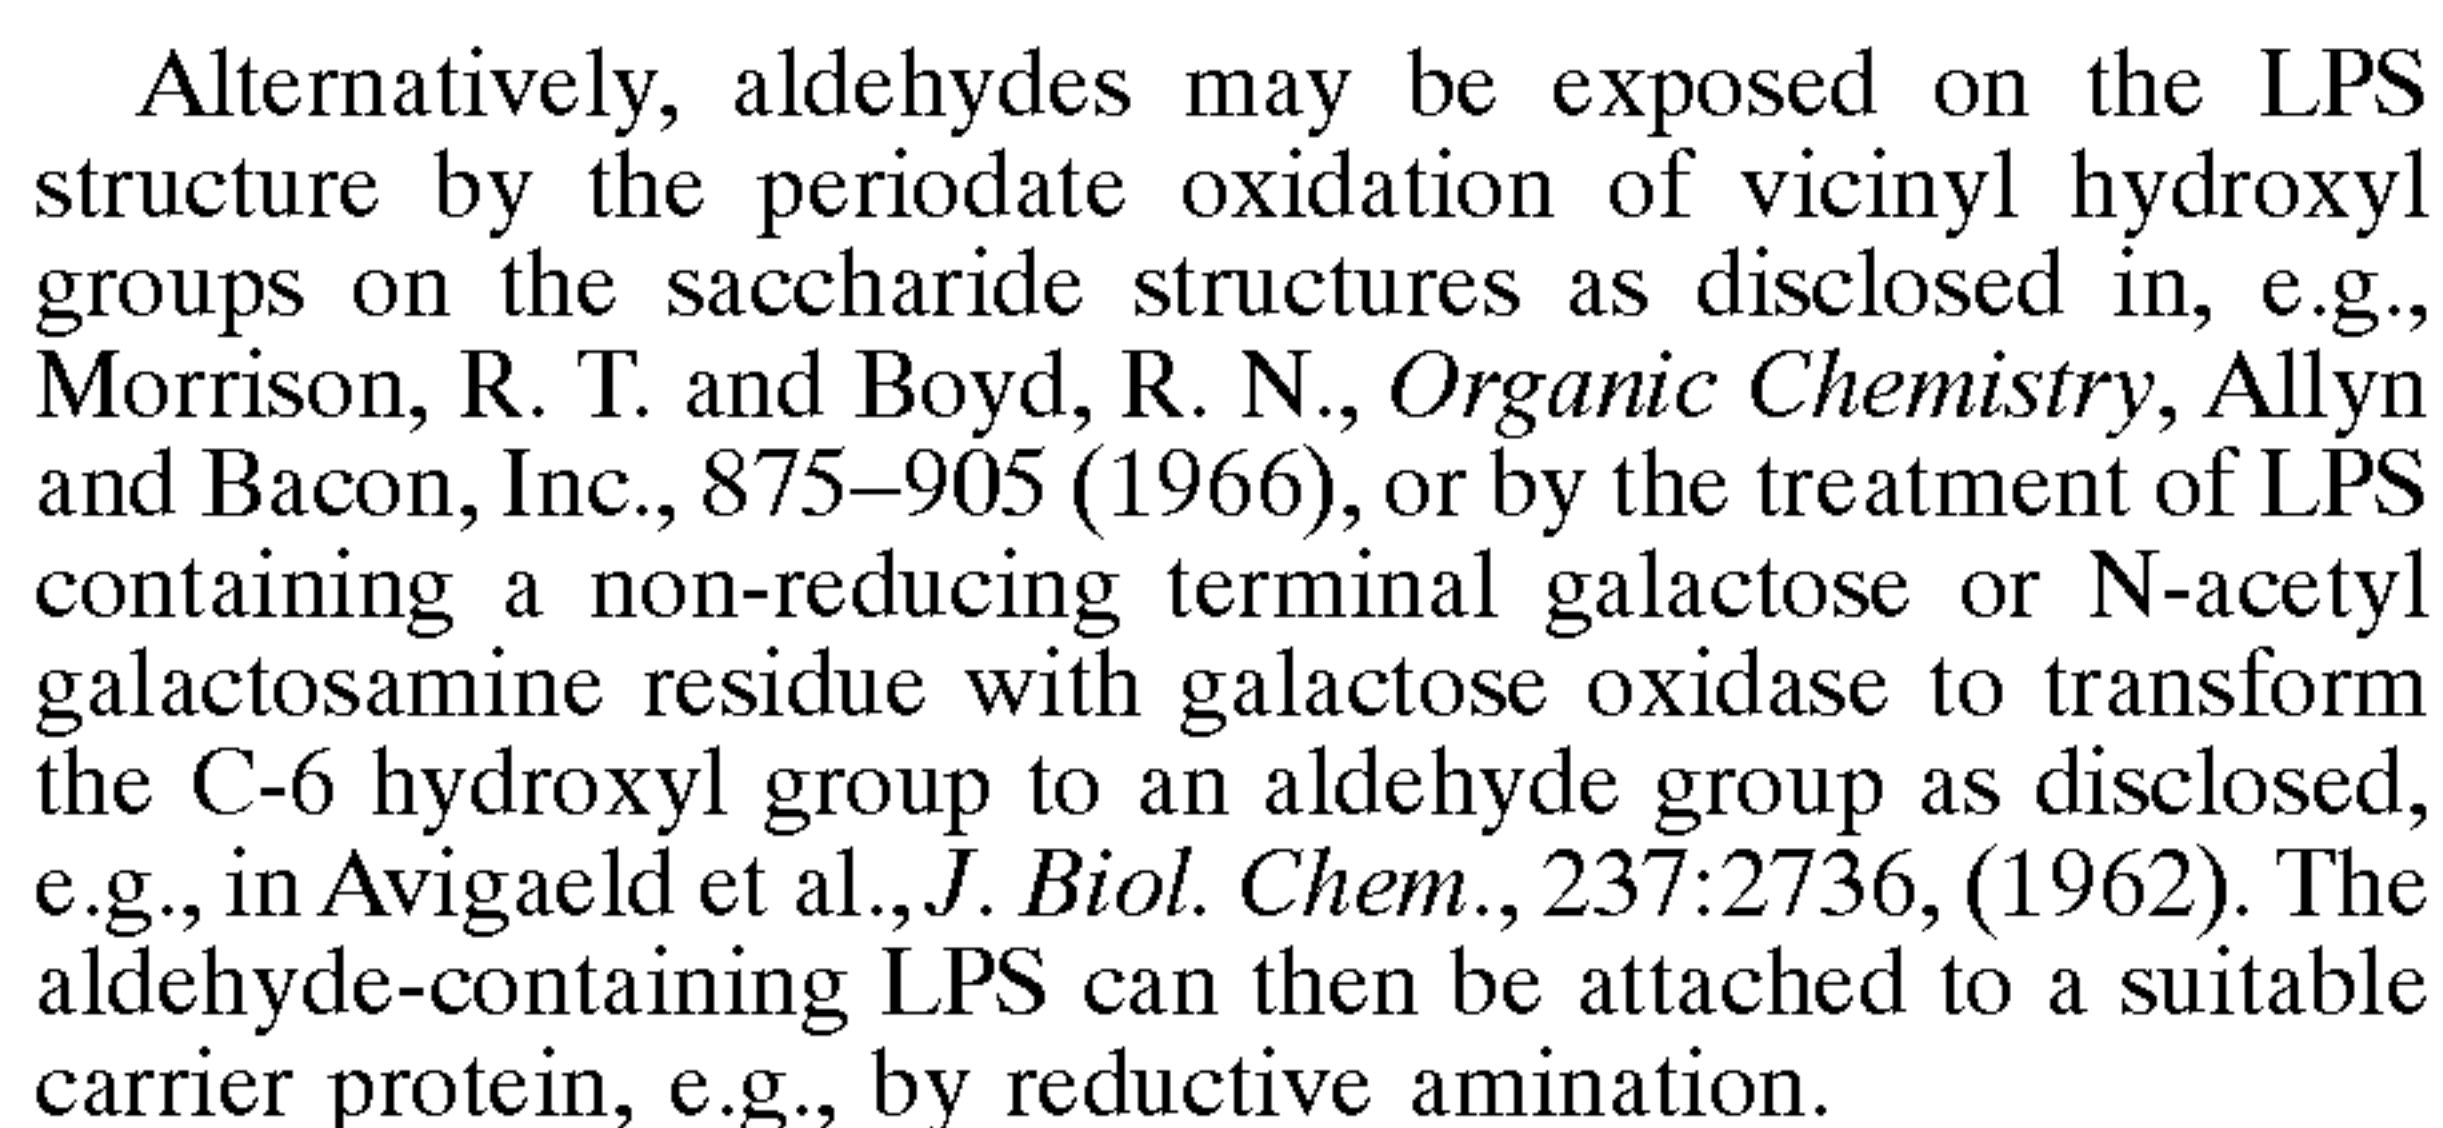 Alternatively, aldehydes may be exposed on the LPS
structure by the periodate oxidation of vicinyl hydroxyl
groups on the saccharide structures as disclosed in, e.g.,
Morrison, R. T. and Boyd, R. N., Organic Chemistry, Allyn
and Bacon, Inc., 875–905 (1966), or by the treatment of LPS
containing a non-reducing terminal galactose or N-acetyl
galactosamine residue with galactose oxidase to transform
the C-6 hydroxyl group to an aldehyde group as disclosed,
e.g., in Avigaeld et al., J. Biol. Chem., 237:2736, (1962). The
aldehyde-containing LPS can then be attached to a suitable
carrier protein, e.g., by reductive amination.